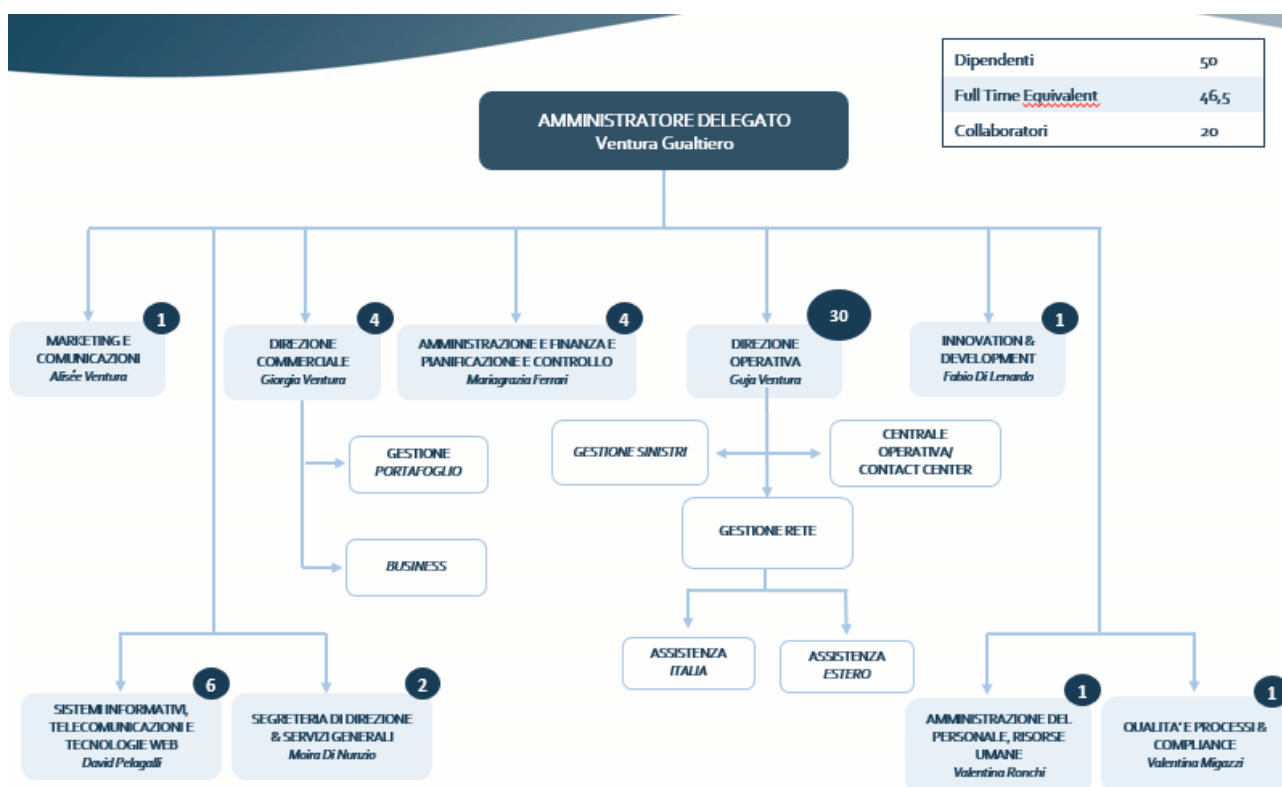 Dipendenti 50
Full Time Equivalent 46,5
Collaboratori 20
AMMINISTRATORE DELEGATO
Ventura Gualtiero
1
MARKETING E
COMUNICAZIONI
Alisée Ventura
4
DIREZIONE
COMMERCIALE
Giorgia Ventura
4
AMMINISTRAZIONE E FINANZA E
PIANIFICAZIONE E CONTROLLO
Mariagrazia Ferrari
30
DIREZIONE
OPERATIVA
Guja Ventura
1
INNOVATION &
DEVELOPMENT
Fabio Di Lenardo
GESTIONE
PORTAFOGLIO
BUSINESS
GESTIONE SINISTRI
CENTRALE
OPERATIVA/
CONTACT CENTER
GESTIONE RETE
ASSISTENZA
ITALIA
ASSISTENZA
ESTERO
6
SISTEMI INFORMATIVI,
TELECOMUNICAZIONI E
TECNOLOGIE WEB
David Pelagalli
2
SEGRETERIA DI DIREZIONE
& SERVIZI GENERALI
Moira Di Nunzio
1
AMMINISTRAZIONE DEL
PERSONALE, RISORSE
UMANE
Valentina Ronchi
1
QUALITA' E PROCESSI &
COMPLIANCE
Valentina Migazzi